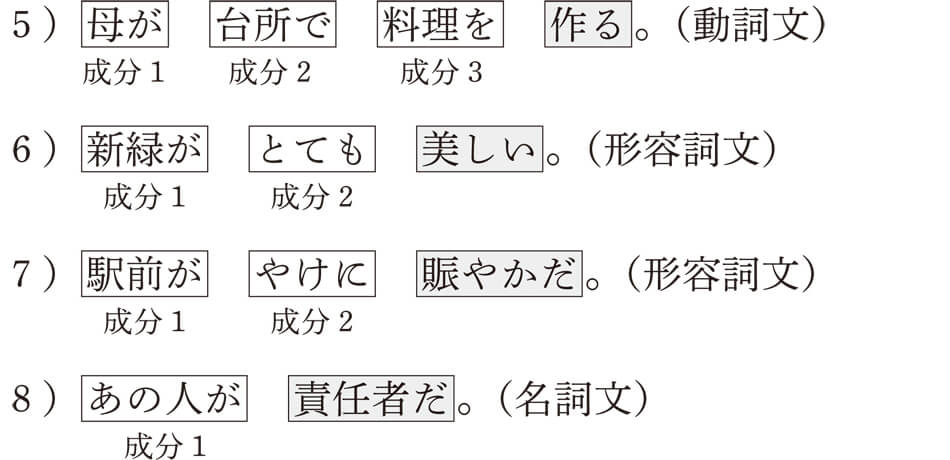 5）母が 台所で 料理を 作る。（動詞文）
成分1 成分2 成分3
6）新緑が とても 美しい。（形容詞文）
成分1 成分2
7）駅前が やけに 賑やかだ。（形容詞文）
成分1 成分2
8）あの人が 責任者だ。（名詞文）
成分1